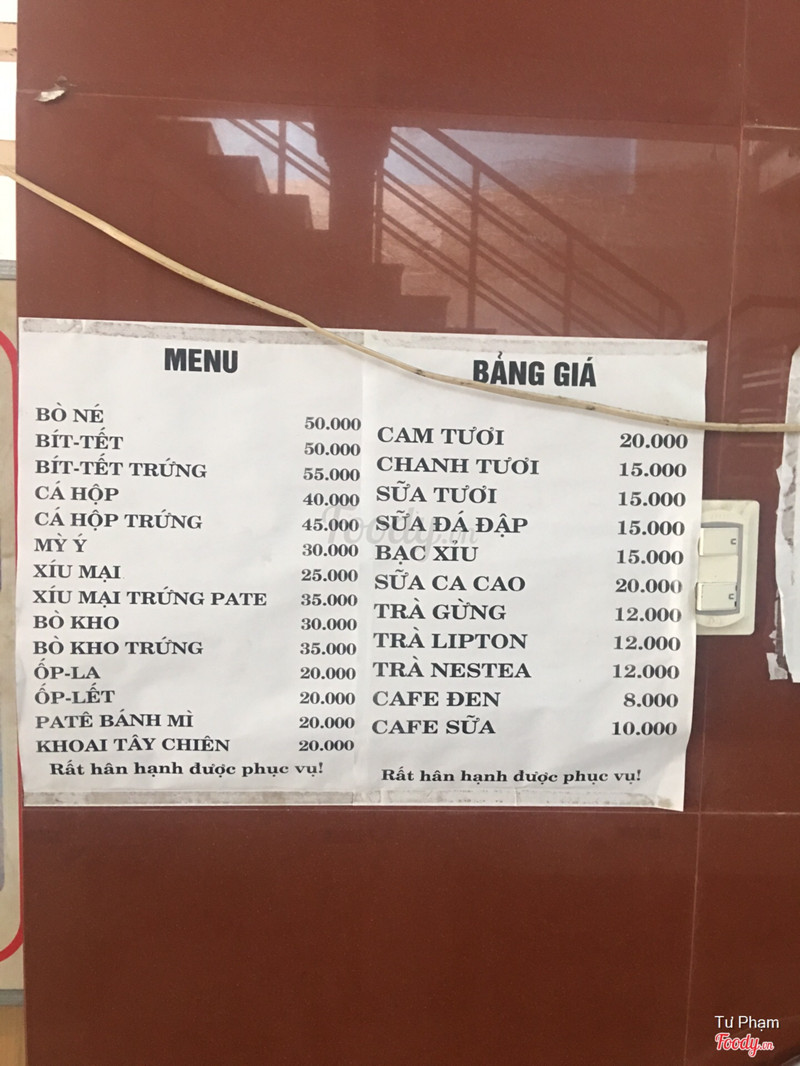 MENU
BÒ NÉ 50.000
BÍT-TẾT 50.000
BÍT-TẾT TRỨNG 55.000
CÁ HỘP 40.000
CÁ HỘP TRỨNG 45.000
MỲ Ý 30.000
XÍU MẠI 25.000
XÍU MẠI TRỨNG PATE 35.000
BÒ KHO 30.000
BÒ KHO TRỨNG 35.000
ỐP-LA 20.000
ỐP-LẾT 20.000
PATÊ BÁNH MÌ 20.000
KHOAI TÂY CHIÊN 20.000
Rất hân hạnh được phục vụ!
BẢNG GIÁ
CAM TƯƠI 20.000
CHANH TƯƠI 15.000
SỮA TƯƠI 15.000
SỮA ĐÁ ĐẬP 15.000
BẠC XỈU 15.000
SỮA CA CAO 20.000
TRÀ GỪNG 12.000
TRÀ LIPTON 12.000
TRÀ NESTEA 12.000
CAFE ĐEN 8.000
CAFE SỮA 10.000
Rất hân hạnh được phục vụ!
Foody.vn
Tư Phạm
Foody.vn